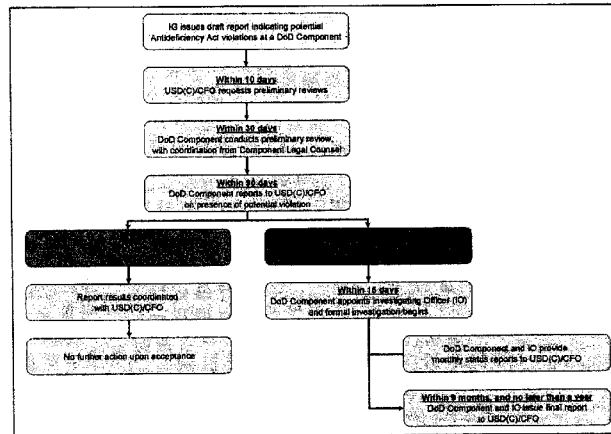 IG issues draft report indicating potential
Antideficiency Act violations at a DoD Component
Within 10 days
USD(C)/CFO requests preliminary reviews
Within 30 days
DoD Component conducts preliminary review,
with coordination from Component Legal Counsel
Within days
DoD Component reports to USD(C)/CFO
on presence of potential violation
Report results coordinated
with USD(C)/CFO
No further action upon acceptance
Within 15 days
DoD Component appoints Investigating Officer (IO)
and formal investigation begins
DoD Component and IO provide
monthly status reports to USD(C)/CFO
Within 9 months, and no later than a year
DoD Component and IO issue final report
to USD(C)/CFO